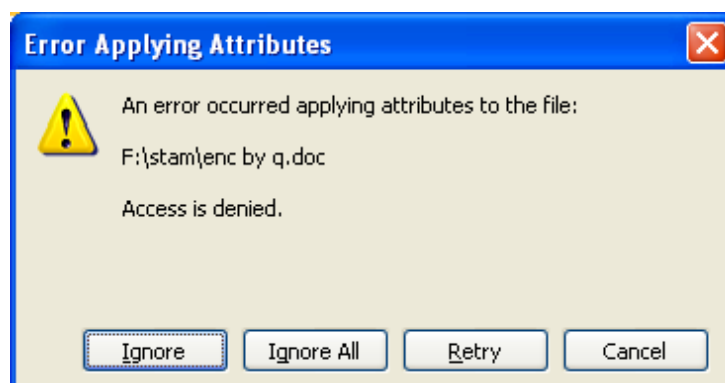 Error Applying Attributes
An error occurred applying attributes to the file:
F:\stam\enc by q.doc
Access is denied.
Ignore Ignore All Retry Cancel